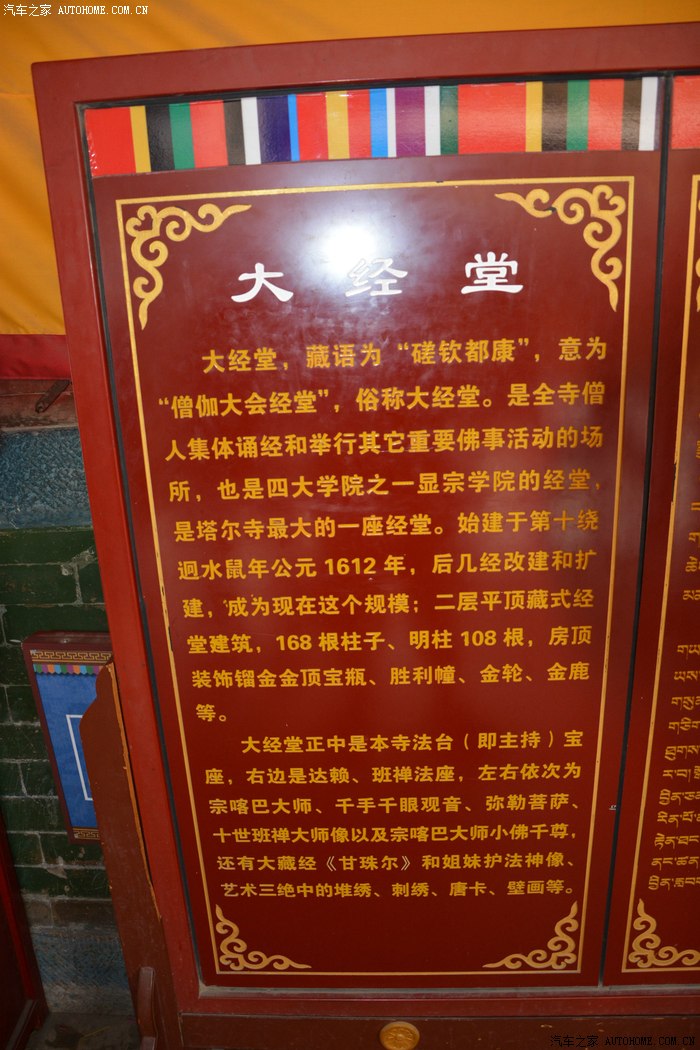 汽车之家 AUTOHOME.COM.CN
大经堂
大经堂，藏语为“磋钦都康”，意为
“僧伽大会经堂”，俗称大经堂。是全寺僧
人集体诵经和举行其它重要佛事活动的场
所，也是四大学院之一显宗学院的经堂，
是塔尔寺最大的一座经堂。始建于第十绕
迥水鼠年公元1612年，后几经改建和扩
建，成为现在这个规模；二层平顶藏式经
堂建筑，168根柱子、明柱108根，房顶
装饰镏金金顶宝瓶、胜利幢、金轮、金鹿
等。
大经堂正中是本寺法台（即主持）宝
座，右边是达赖、班禅法座，左右依次为
宗喀巴大师、千手千眼观音、弥勒菩萨、
十世班禅大师像以及宗喀巴大师小佛千尊，
还有大藏经《甘珠尔》和姐妹护法神像、
艺术三绝中的堆绣、刺绣、唐卡、壁画等。
汽车之家 AUTOHOME.COM.CN